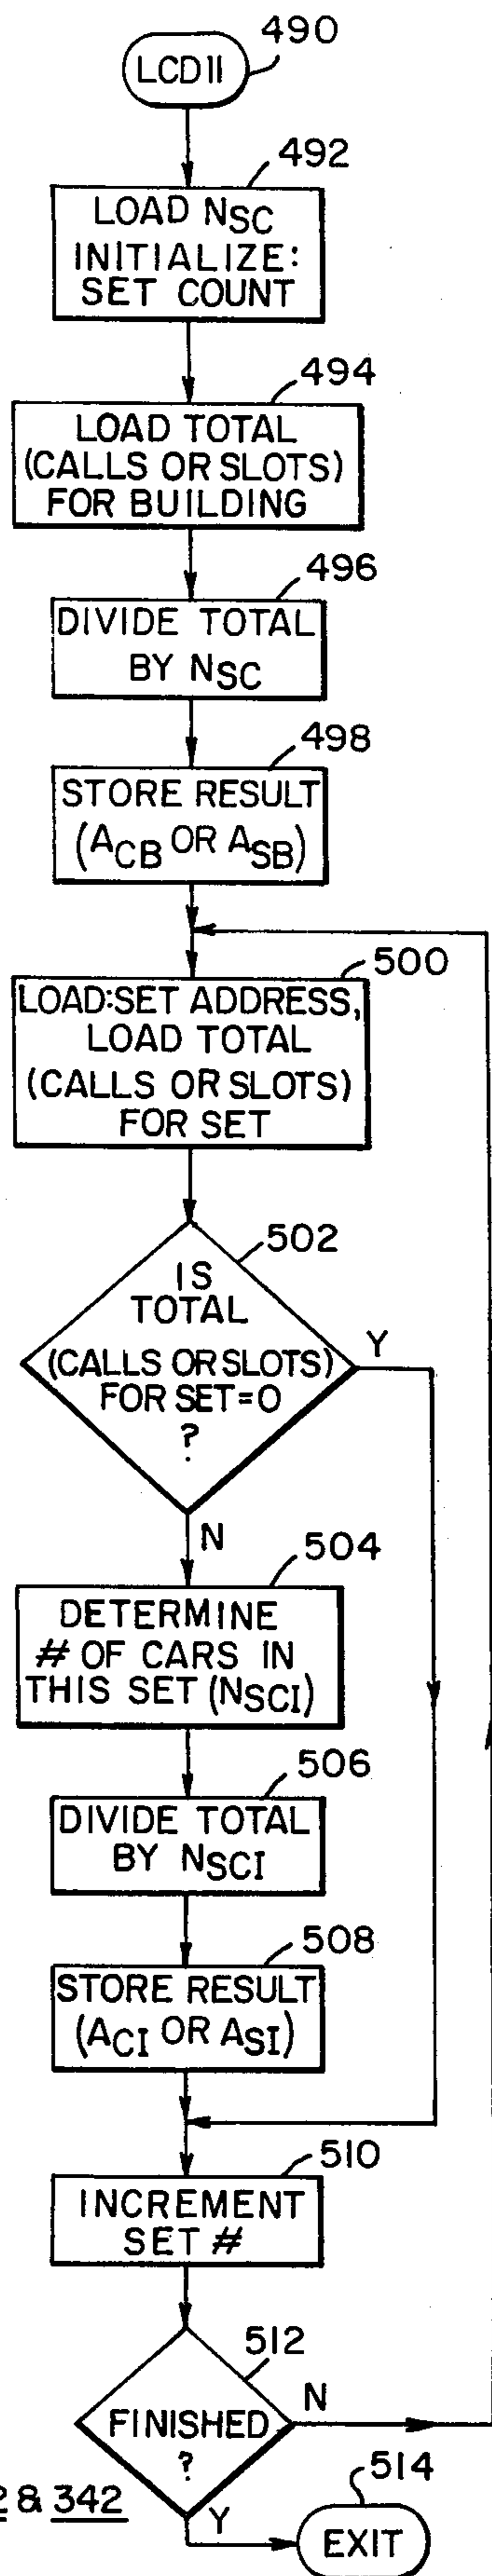 490
LCD11
492
LOAD NSC
INITIALIZE:
SET COUNT
494
LOAD TOTAL
(CALLS OR SLOTS)
FOR BUILDING
496
DIVIDE TOTAL
BY NSC
498
STORE RESULT
(ACB OR ASB)
500
LOAD:SET ADDRESS,
LOAD TOTAL
(CALLS OR SLOTS)
FOR SET
502
IS
TOTAL
(CALLS OR SLOTS)
FOR SET=0
?
Y
N
504
DETERMINE
# OF CARS IN
THIS SET (NSCI)
506
DIVIDE TOTAL
BY NSCI
508
STORE RESULT
(ACI OR ASI)
510
INCREMENT
SET #
512
FINISHED
?
N
Y
514
EXIT
& 342